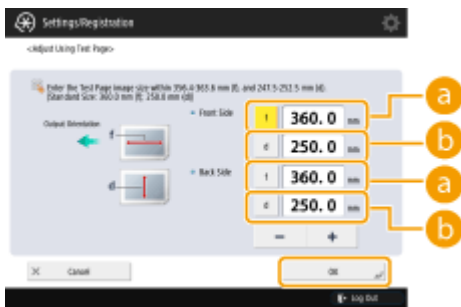 Settings/Registration
<Adjust Using Test Page>
Enter the Test Page image size within 356.4-363.6 mm (f), and 247.5-252.5 mm (d).
(Standard Size: 360.0 mm (f), 250.0 mm (d))
Output Orientation
f
d
Front Side
f 360.0 mm a
d 250.0 mm b
Back Side
f 360.0 mm a
d 250.0 mm b
- +
× Cancel
OK
Log Out